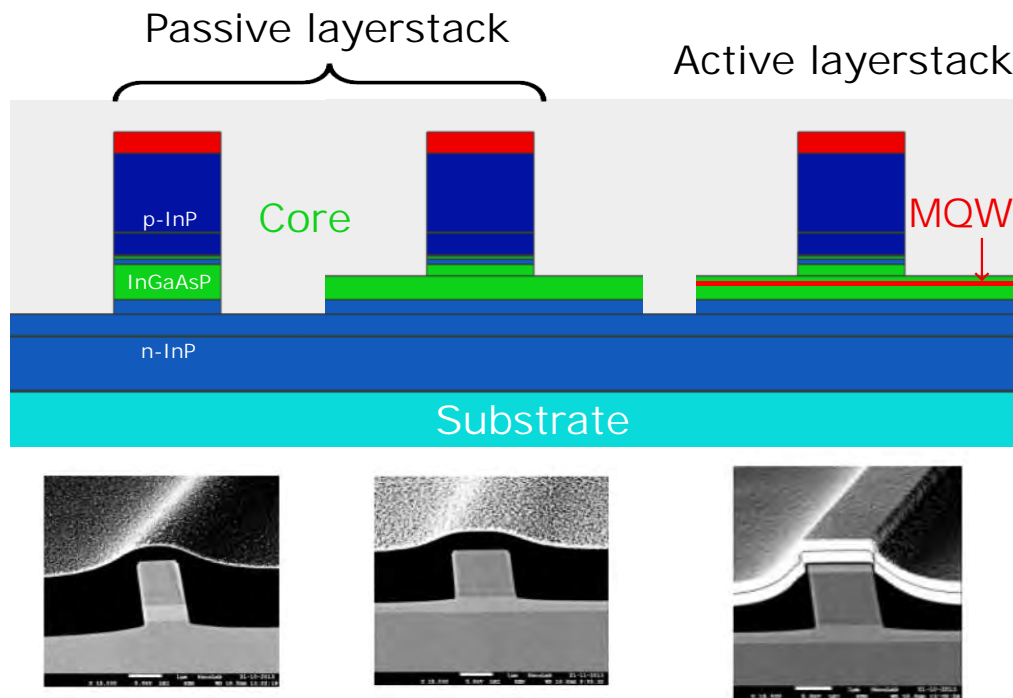 Passive layerstack
Active layerstack
p-InP
Core
MQW
InGaAsP
n-InP
Substrate